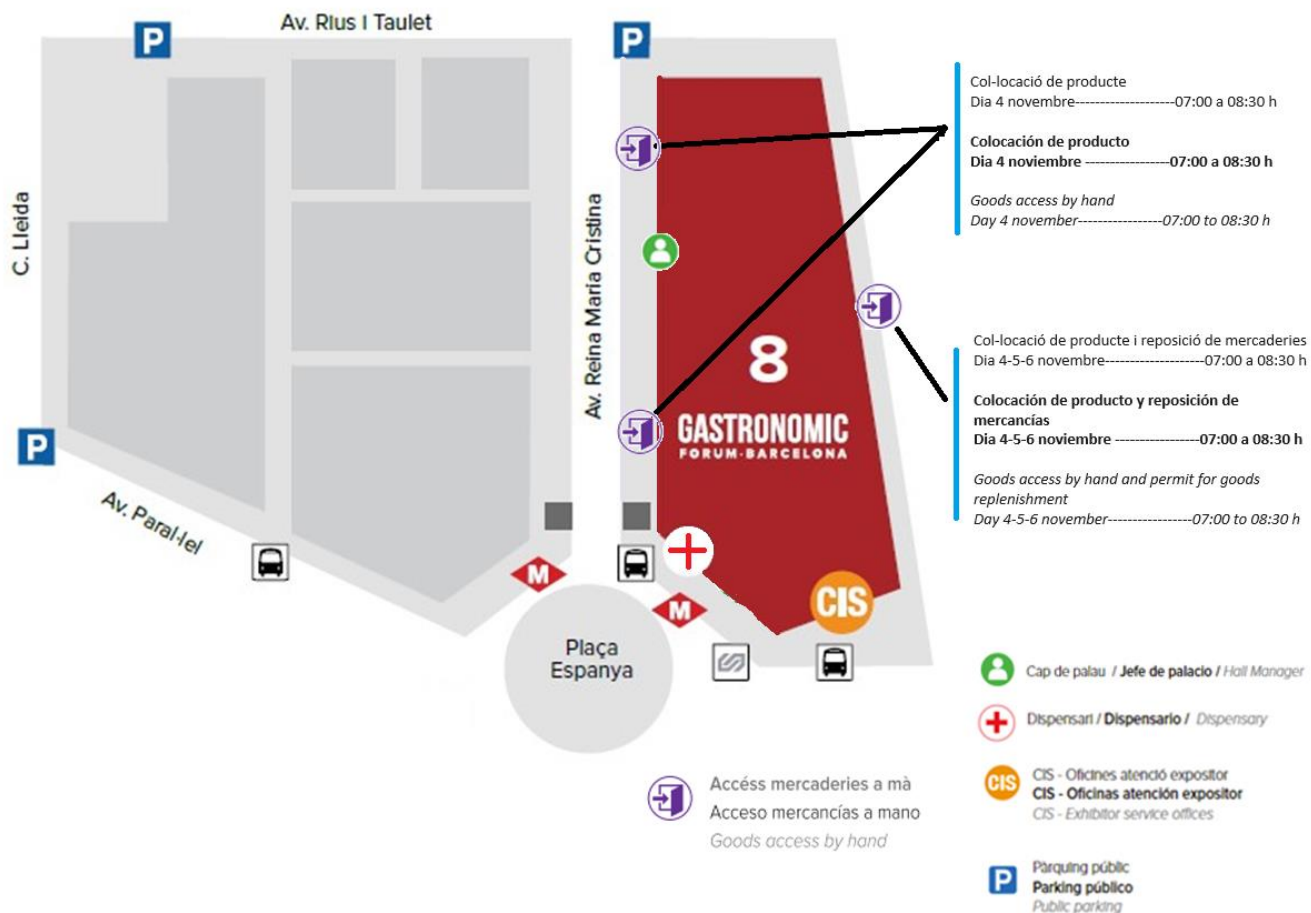 Av. Rius i Taulet
P
P
C. Lleida
Av. Reina Maria Cristina
Col-locació de producte
Dia 4 novembre--------------------07:00 a 08:30 h
Colocación de producto
Dia 4 noviembre -----------------07:00 a 08:30 h
Goods access by hand
Day 4 november-----------------07:00 to 08:30 h
8
GASTRONOMIC
FORUM·BARCELONA
Col-locació de producte i reposició de mercaderies
Dia 4-5-6 novembre--------------------07:00 a 08:30 h
Colocación de producto y reposición de
mercancías
Dia 4-5-6 noviembre -----------------07:00 a 08:30 h
Goods access by hand and permit for goods
replenishment
Day 4-5-6 november-----------------07:00 to 08:30 h
P
Av. Paral·lel
M
M
CIS
Plaça
Espanya
Cap de palau / Jefe de palacio / Hall Manager
Dispensari / Dispensario / Dispensary
CIS
CIS - Oficines atenció expositor
CIS - Oficinas atención expositor
CIS - Exhibitor service offices
Accéss mercaderies a mà
Acceso mercancías a mano
Goods access by hand
P
Pàrquing públic
Parking público
Public parking